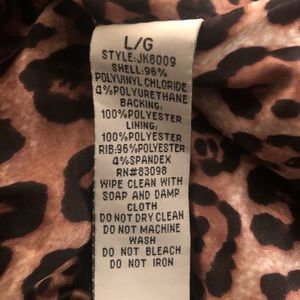 L/G
STYLE:JK8009
SHELL:96%
POLYVINYL CHLORIDE
4%POLYURETHANE
BACKING:
100%POLYESTER
LINING:
100%POLYESTER
RIB:96%POLYESTER
4%SPANDEX
RN#83098
WIPE CLEAN WITH
SOAP AND DAMP
CLOTH
DO NOT DRY CLEAN
DO NOT MACHINE
WASH
DO NOT BLEACH
DO NOT IRON